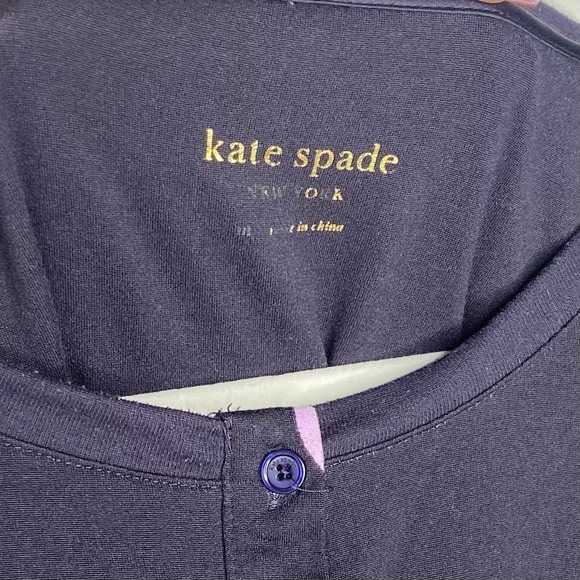 kate spade
NEW YORK
in china